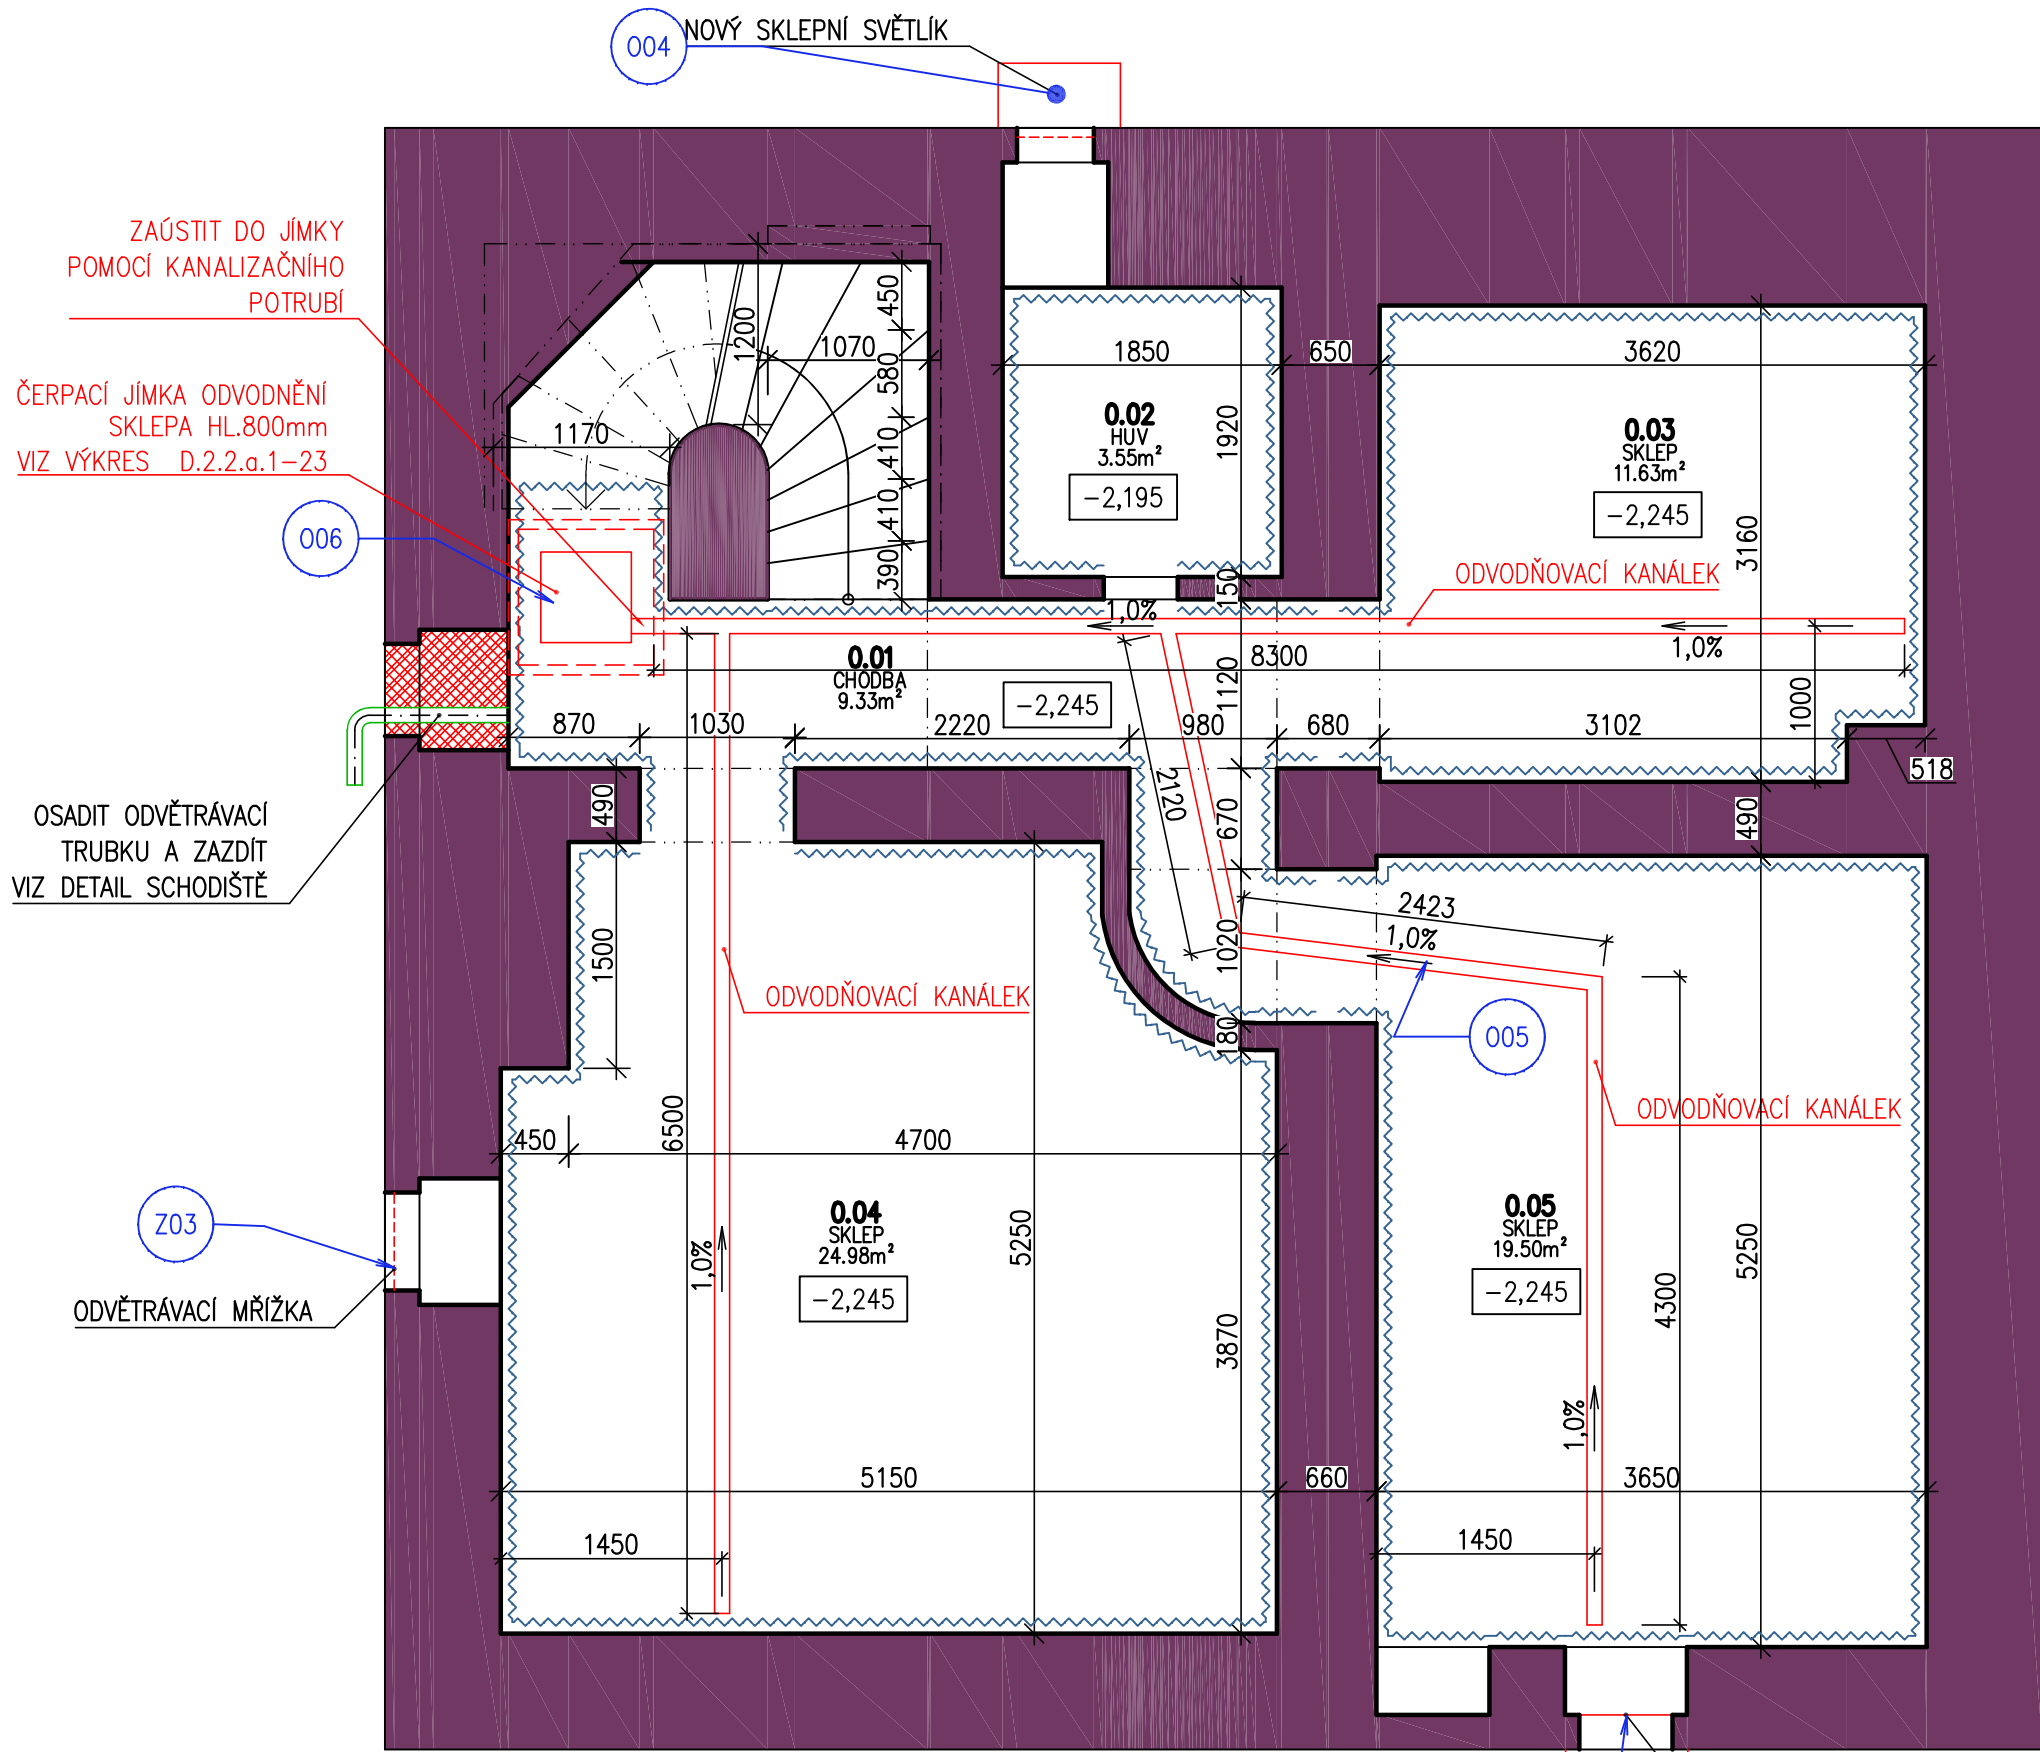 004
NOVÝ SKLEPNÍ SVĚTLÍK
ZAÚSTIT DO JÍMKY
POMOCÍ KANALIZAČNÍHO
POTRUBÍ
ČERPACÍ JÍMKA ODVODNĚNÍ
SKLEPA HL.800mm
VIZ VÝKRES D.2.2.a.1-23
006
1200
1070
450
580
410
410
390
1170
1850
650
3620
1920
0.02
HUV
3.55m²
-2,195
0.03
SKLEP
11.63m²
-2,245
3160
ODVODŇOVACÍ KANÁLEK
150
1,0%
1,0%
8300
0.01
CHODBA
9.33m²
-2,245
1120
1000
870
1030
2220
980
680
3102
518
OSADIT ODVĚTRÁVACÍ
TRUBKU A ZAZDÍT
VIZ DETAIL SCHODIŠTĚ
490
2120
670
490
1500
2423
1,0%
1020
ODVODŇOVACÍ KANÁLEK
180
005
ODVODŇOVACÍ KANÁLEK
450
6500
4700
Z03
ODVĚTRÁVACÍ MŘÍŽKA
0.04
SKLEP
24.98m²
-2,245
1,0%
5250
3870
0.05
SKLEP
19.50m²
-2,245
4300
5250
1,0%
5150
660
3650
1450
1450